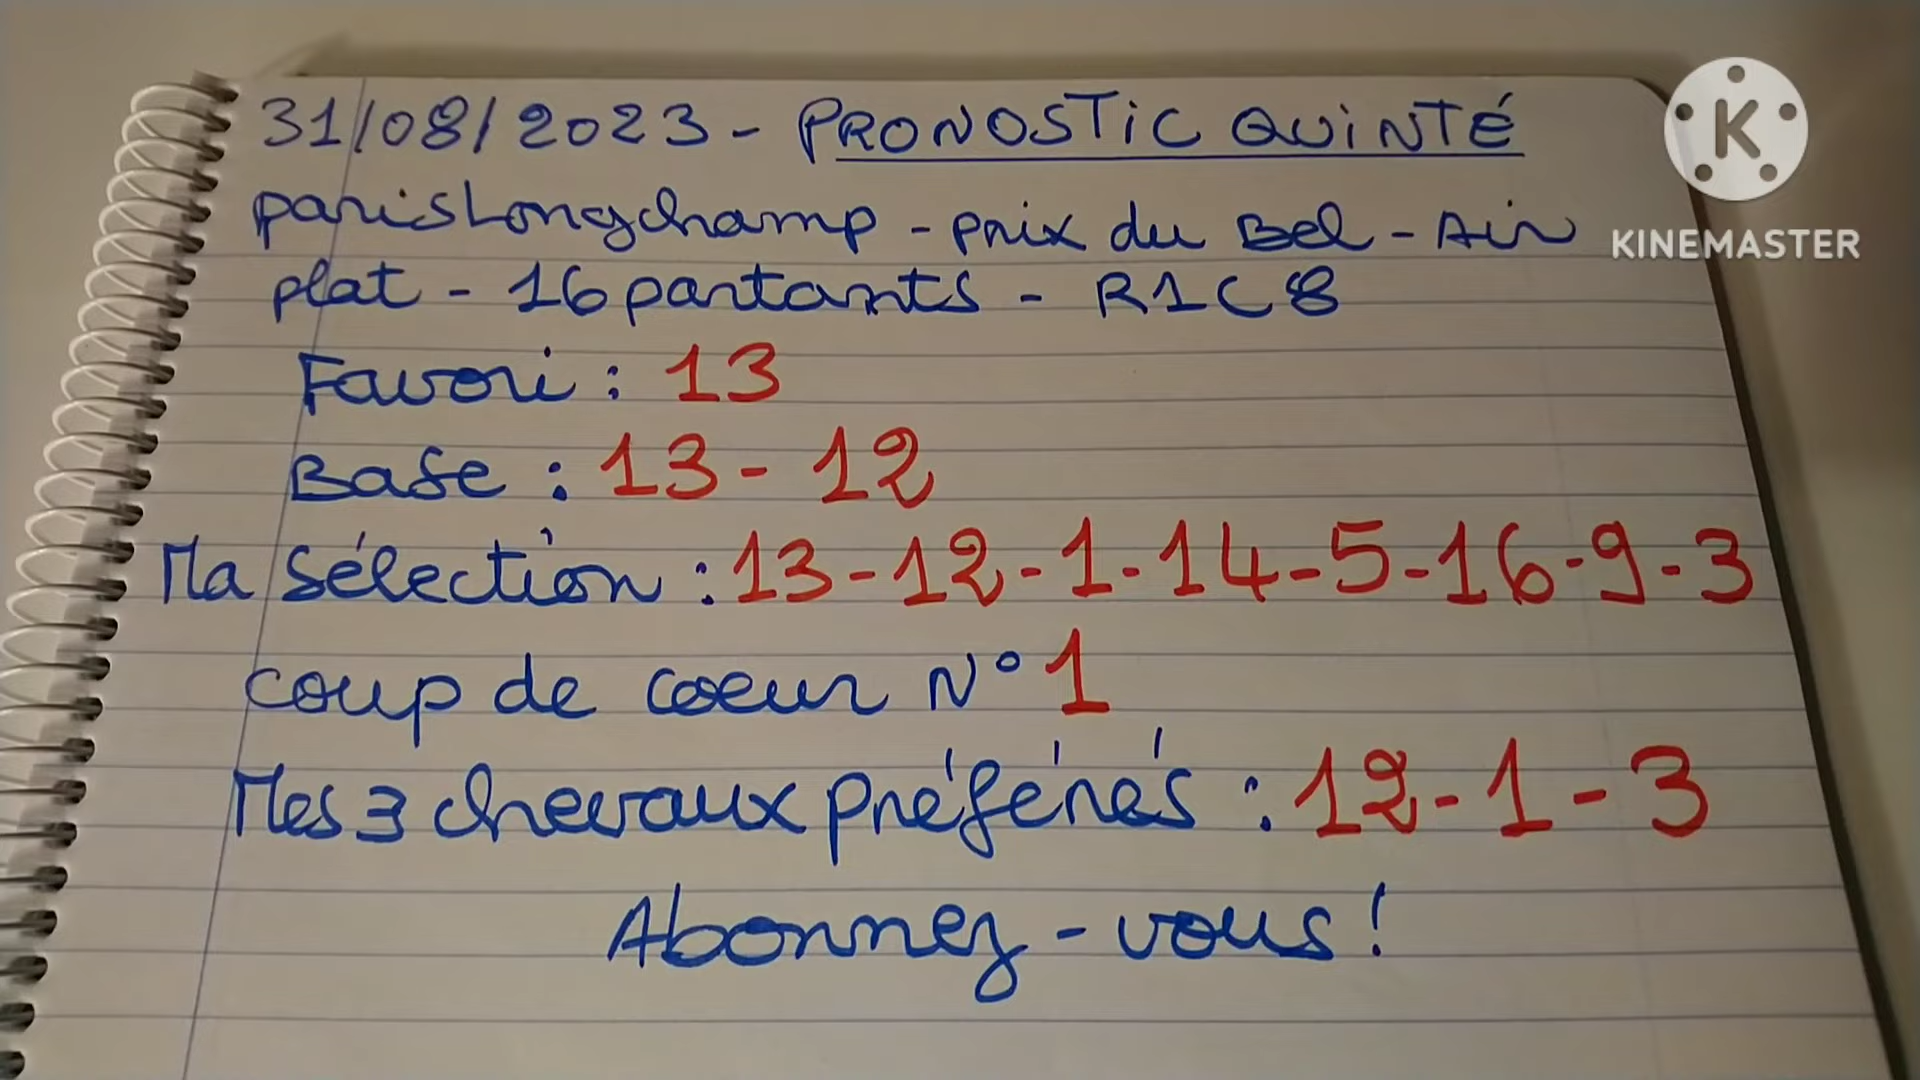 31/08/2023 - PRONOSTIC QUINTÉ
parisLongchamp - prix du Bel - Air
plat - 16 partants - R1C8
Favori : 13
Base : 13 - 12
Ma sélection : 13 - 12 - 1 - 14 - 5 - 16 - 9 - 3
coup de coeur N° 1
Mes 3 chevaux préférés : 12 - 1 - 3
Abonnez - vous !
K
KINEMASTER